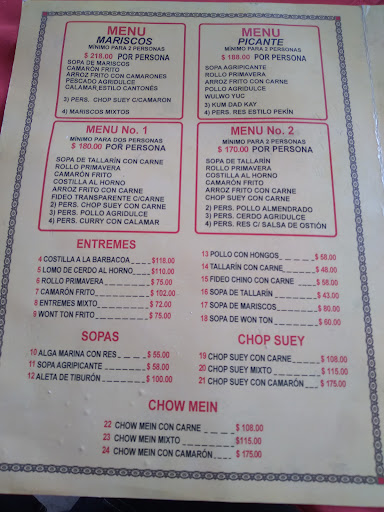 MENU
MARISCOS
MÍNIMO PARA 2 PERSONAS
$ 218.00 POR PERSONA
SOPA DE MARISCOS
CAMARÓN FRITO
ARROZ FRITO CON CAMARONES
PESCADO AGRIDULCE
CALAMAR ESTILO CANTONÉS
3) PERS. CHOP SUEY C/CAMARON
4) MARISCOS MIXTOS
MENU
PICANTE
MÍNIMO PARA 2 PERSONAS
$ 188.00 POR PERSONA
SOPA AGRIPICANTE
ROLLO PRIMAVERA
ARROZ FRITO CON CARNE
POLLO AGRIDULCE
WULWO YUC
3) KUM DAD KAY
4) PERS. RES ESTILO PEKÍN
MENU No. 1
MÍNIMO PARA DOS PERSONAS
$ 180.00 POR PERSONA
SOPA DE TALLARÍN CON CARNE
ROLLO PRIMAVERA
CAMARÓN FRITO
COSTILLA AL HORNO
ARROZ FRITO CON CARNE
FIDEO TRANSPARENTE C/CARNE
2) PERS. CHOP SUEY CON CARNE
3) PERS. POLLO AGRIDULCE
4) PERS. CURRY CON CALAMAR
MENU No. 2
MÍNIMO PARA 2 PERSONAS
$ 170.00 POR PERSONA
SOPA DE TALLARÍN
ROLLO PRIMAVERA
COSTILLA AL HORNO
CAMARÓN FRITO
ARROZ FRITO CON CARNE
CHOP SUEY CON CARNE
2) PERS. POLLO ALMENDRADO
3) PERS. CERDO AGRIDULCE
4) PERS. RES C/ SALSA DE OSTIÓN
ENTREMES
4 COSTILLA A LA BARBACOA $118.00
5 LOMO DE CERDO AL HORNO $110.00
6 ROLLO PRIMAVERA $ 75.00
7 CAMARÓN FRITO $ 102.00
8 ENTREMES MIXTO $ 72.00
9 WONT TON FRITO $ 75.00
SOPAS
10 ALGA MARINA CON RES $ 55.00
11 SOPA AGRIPICANTE $ 58.00
12 ALETA DE TIBURÓN $ 100.00
13 POLLO CON HONGOS $ 58.00
14 TALLARÍN CON CARNE $ 48.00
15 FIDEO CHINO CON CARNE $ 58.00
16 SOPA DE TALLARÍN $ 43.00
17 SOPA DE MARISCOS $ 80.00
18 SOPA DE WON TON $ 60.00
CHOP SUEY
19 CHOP SUEY CON CARNE $ 108.00
20 CHOP SUEY MIXTO $ 115.00
21 CHOP SUEY CON CAMARÓN $ 175.00
CHOW MEIN
22 CHOW MEIN CON CARNE $ 108.00
23 CHOW MEIN MIXTO $115.00
24 CHOW MEIN CON CAMARÓN $ 175.00